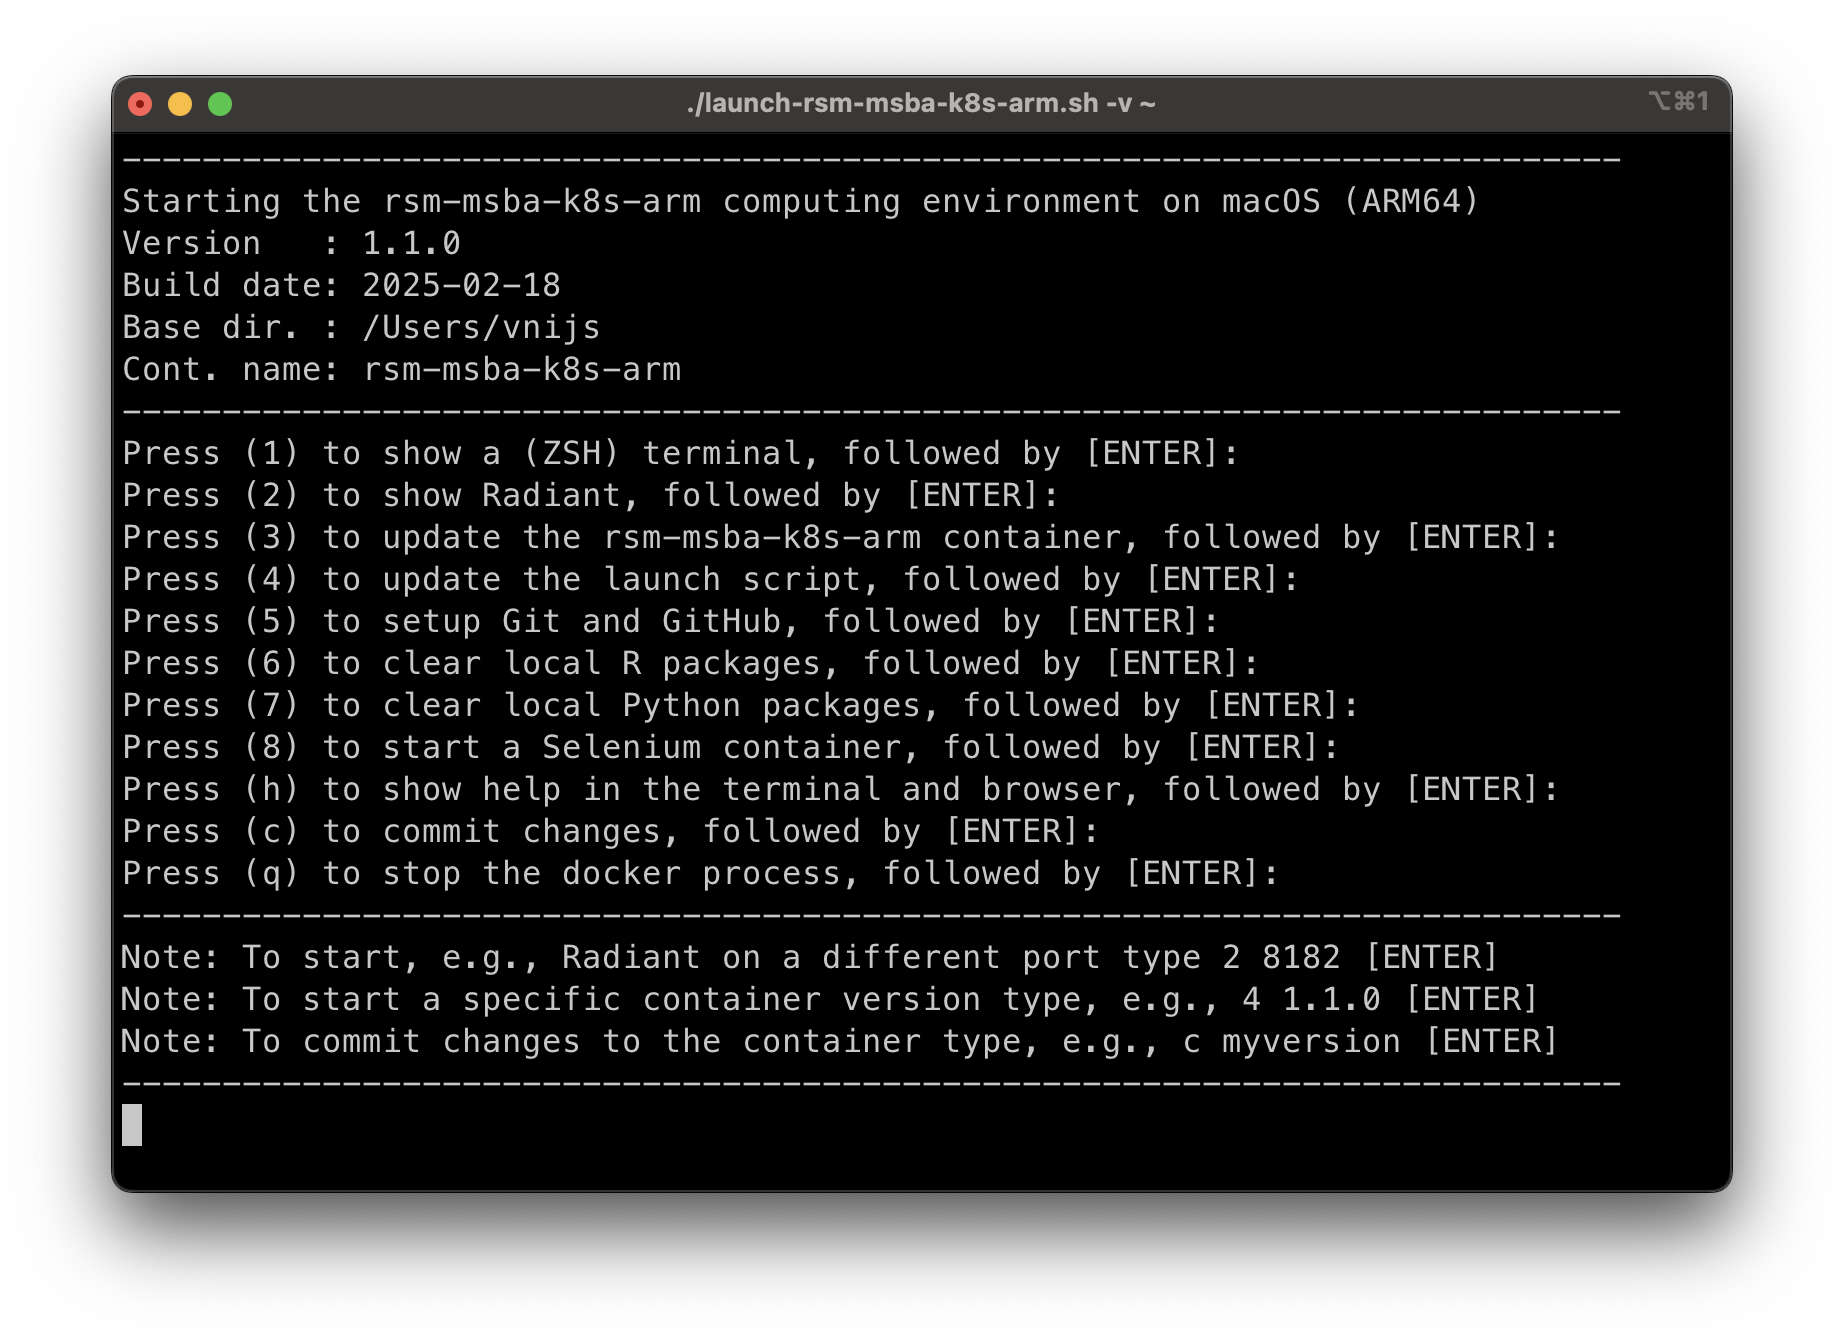 ./launch-rsm-msba-k8s-arm.sh -v ~
⌥⌘1
---------------------------------------------------------------------------
Starting the rsm-msba-k8s-arm computing environment on macOS (ARM64)
Version   : 1.1.0
Build date: 2025-02-18
Base dir. : /Users/vnijs
Cont. name: rsm-msba-k8s-arm
---------------------------------------------------------------------------
Press (1) to show a (ZSH) terminal, followed by [ENTER]:
Press (2) to show Radiant, followed by [ENTER]:
Press (3) to update the rsm-msba-k8s-arm container, followed by [ENTER]:
Press (4) to update the launch script, followed by [ENTER]:
Press (5) to setup Git and GitHub, followed by [ENTER]:
Press (6) to clear local R packages, followed by [ENTER]:
Press (7) to clear local Python packages, followed by [ENTER]:
Press (8) to start a Selenium container, followed by [ENTER]:
Press (h) to show help in the terminal and browser, followed by [ENTER]:
Press (c) to commit changes, followed by [ENTER]:
Press (q) to stop the docker process, followed by [ENTER]:
---------------------------------------------------------------------------
Note: To start, e.g., Radiant on a different port type 2 8182 [ENTER]
Note: To start a specific container version type, e.g., 4 1.1.0 [ENTER]
Note: To commit changes to the container type, e.g., c myversion [ENTER]
---------------------------------------------------------------------------